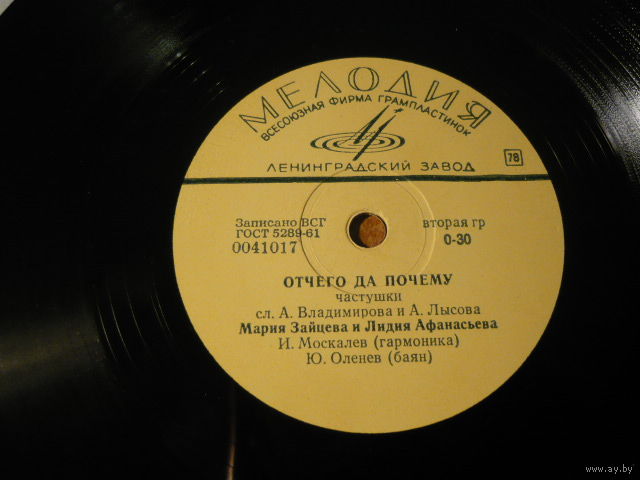 МЕЛОДИЯ
ВСЕСОЮЗНАЯ ФИРМА ГРАМПЛАСТИНОК
ЛЕНИНГРАДСКИЙ ЗАВОД
78
Записано ВСГ
ГОСТ 5289-61
0041017
вторая гр
0-30
ОТЧЕГО ДА ПОЧЕМУ
частушки
сл. А. Владимирова и А. Лысова
Мария Зайцева и Лидия Афанасьева
И. Москалев (гармоника)
Ю. Оленев (баян)
www.ay.by